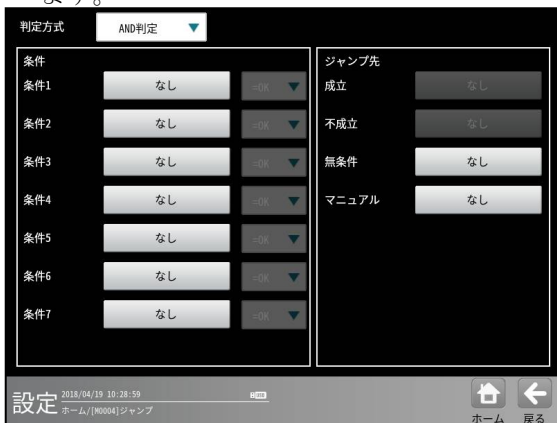 ます。
判定方式 AND判定
条件
条件1 なし =OK
条件2 なし =OK
条件3 なし =OK
条件4 なし =OK
条件5 なし =OK
条件6 なし =OK
条件7 なし =OK
ジャンプ先
成立 なし
不成立 なし
無条件 なし
マニュアル なし
設定 2018/04/19 10:28:59
ホーム/[M0004]ジャンプ
ホーム 戻る